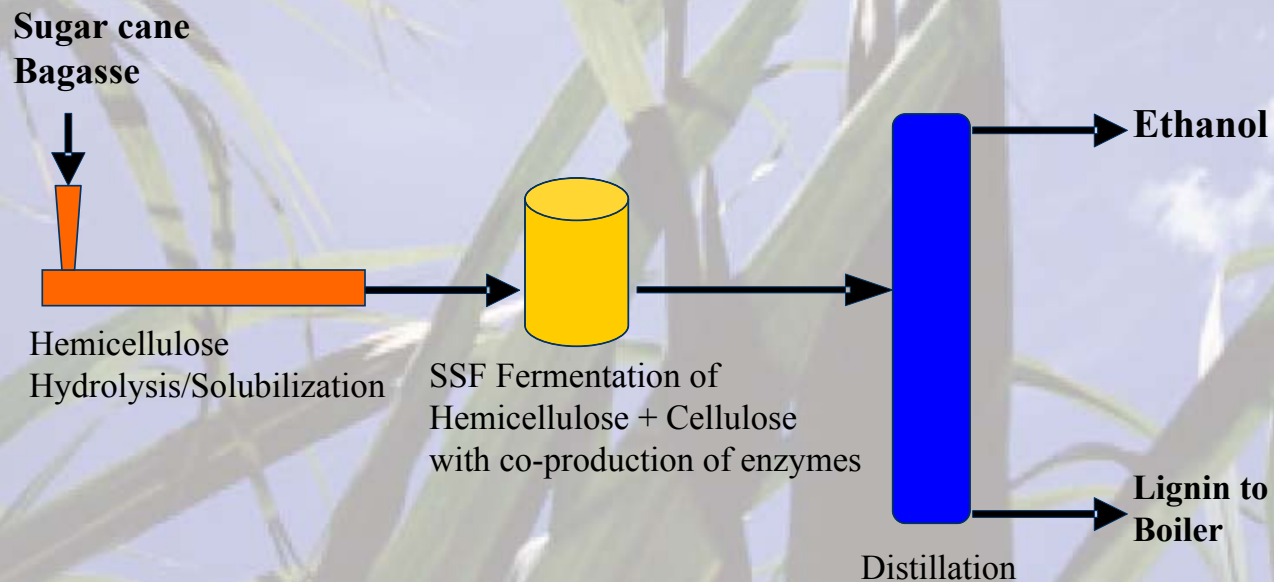 Sugar cane
Bagasse
Ethanol
Hemicellulose
Hydrolysis/Solubilization
SSF Fermentation of
Hemicellulose + Cellulose
with co-production of enzymes
Lignin to
Boiler
Distillation